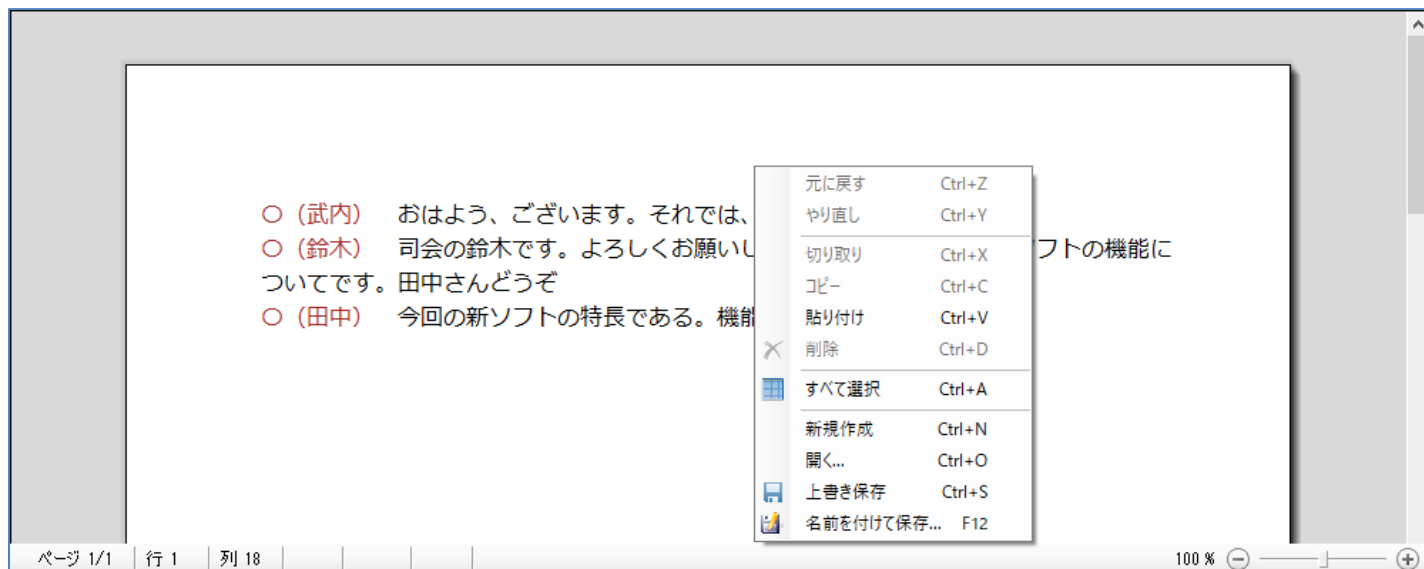 〇（武内）　おはよう、ございます。それでは、
〇（鈴木）　司会の鈴木です。よろしくお願いし
フトの機能に
ついてです。田中さんどうぞ
〇（田中）　今回の新ソフトの特長である。機能
元に戻す Ctrl+Z
やり直し Ctrl+Y
切り取り Ctrl+X
コピー Ctrl+C
貼り付け Ctrl+V
削除 Ctrl+D
すべて選択 Ctrl+A
新規作成 Ctrl+N
開く... Ctrl+O
上書き保存 Ctrl+S
名前を付けて保存... F12
ページ 1/1 行 1 列 18 100 %